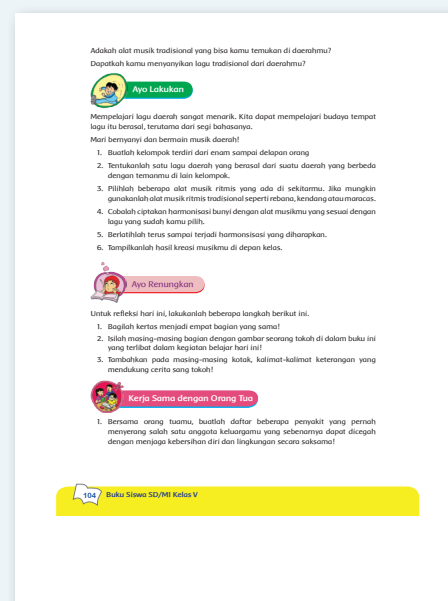 Adakah alat musik tradisional yang bisa kamu temukan di daerahmu?
Dapatkah kamu menyanyikan lagu tradisional dari daerahmu?
Ayo Lakukan
Mempelajari lagu daerah sangat menarik. Kita dapat mempelajari budaya tempat
lagu itu berasal, terutama dari segi bahasanya.
Mari bernyanyi dan bermain musik daerah!
1. Buatlah kelompok terdiri dari enam sampai delapan orang
2. Tentukanlah satu lagu daerah yang berasal dari suatu daerah yang berbeda
dengan temanmu di lain kelompok.
3. Pilihlah beberapa alat musik ritmis yang ada di sekitarmu. Jika mungkin
gunakanlah alat musik ritmis tradisional seperti rebana, kendang atau maracas.
4. Cobalah ciptakan harmonisasi bunyi dengan alat musikmu yang sesuai dengan
lagu yang sudah kamu pilih.
5. Berlatihlah terus sampai terjadi harmonsisasi yang diharapkan.
6. Tampilkanlah hasil kreasi musikmu di depan kelas.
Ayo Renungkan
Untuk refleksi hari ini, lakukanlah beberapa langkah berikut ini.
1. Bagilah kertas menjadi empat bagian yang sama!
2. Isilah masing-masing bagian dengan gambar seorang tokoh di dalam buku ini
yang terlibat dalam kegiatan belajar hari ini!
3. Tambahkan pada masing-masing kotak, kalimat-kalimat keterangan yang
mendukung cerita sang tokoh!
Kerja Sama dengan Orang Tua
1. Bersama orang tuamu, buatlah daftar beberapa penyakit yang pernah
menyerang salah satu anggota keluargamu yang sebenarnya dapat dicegah
dengan menjaga kebersihan diri dan lingkungan secara saksama!
104 Buku Siswa SD/MI Kelas V